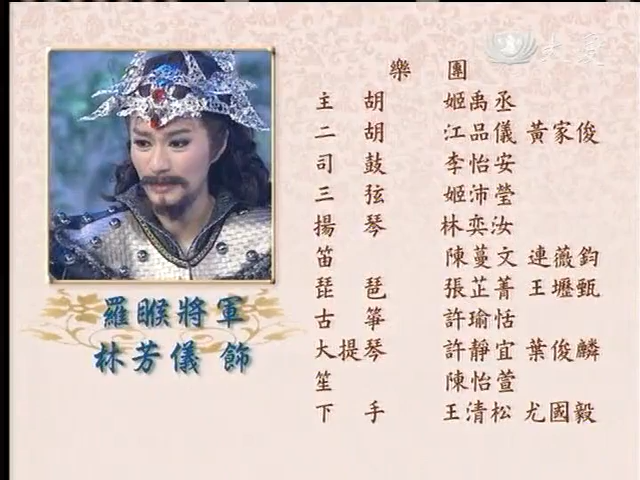 大愛
樂 團
主 胡 姬禹丞
二 胡 江品儀 黃家俊
司 鼓 李怡安
三 弦 姬沛瑩
揚 琴 林奕汝
笛 陳蔓文 連薇鈞
琵 琶 張芷菁 王壢甄
古 箏 許瑜恬
大提琴 許靜宜 葉俊麟
笙 陳怡萱
下 手 王清松 尤國毅
羅睺將軍
林芳儀 飾